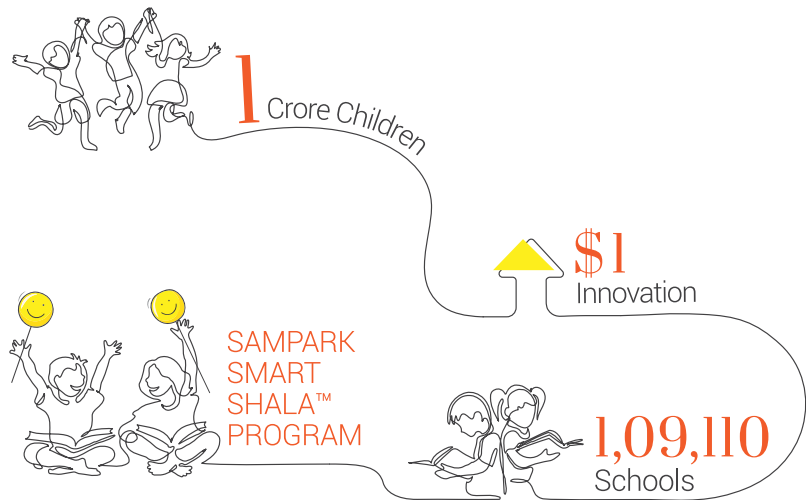 1 Crore Children
$1
Innovation
SAMPARK
SMART
SHALA™
PROGRAM
1,09,110
Schools